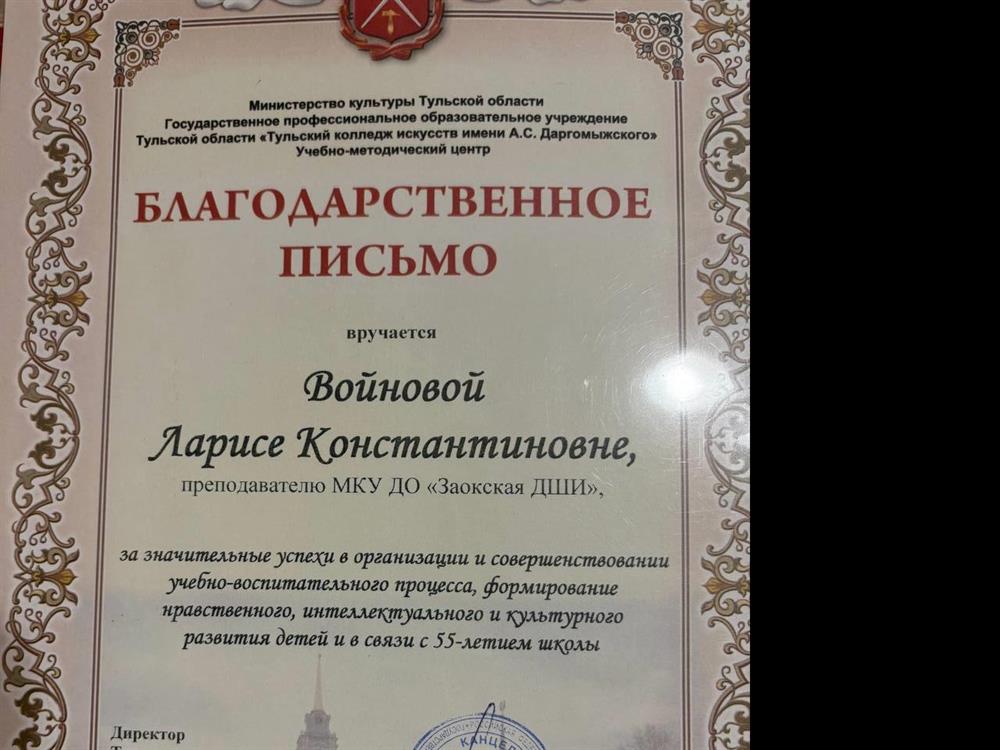 Министерство культуры Тульской области
Государственное профессиональное образовательное учреждение
Тульской области «Тульский колледж искусств имени А.С. Даргомыжского»
Учебно-методический центр
БЛАГОДАРСТВЕННОЕ
ПИСЬМО
вручается
Войновой
Ларисе Константиновне,
преподавателю МКУ ДО «Заокская ДШИ»,
за значительные успехи в организации и совершенствовании
учебно-воспитательного процесса, формирование
нравственного, интеллектуального и культурного
развития детей и в связи с 55-летием школы
Директор